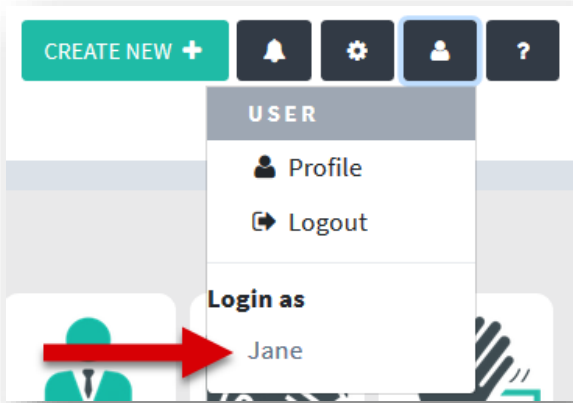 CREATE NEW +
?
USER
Profile
Logout
Login as
Jane